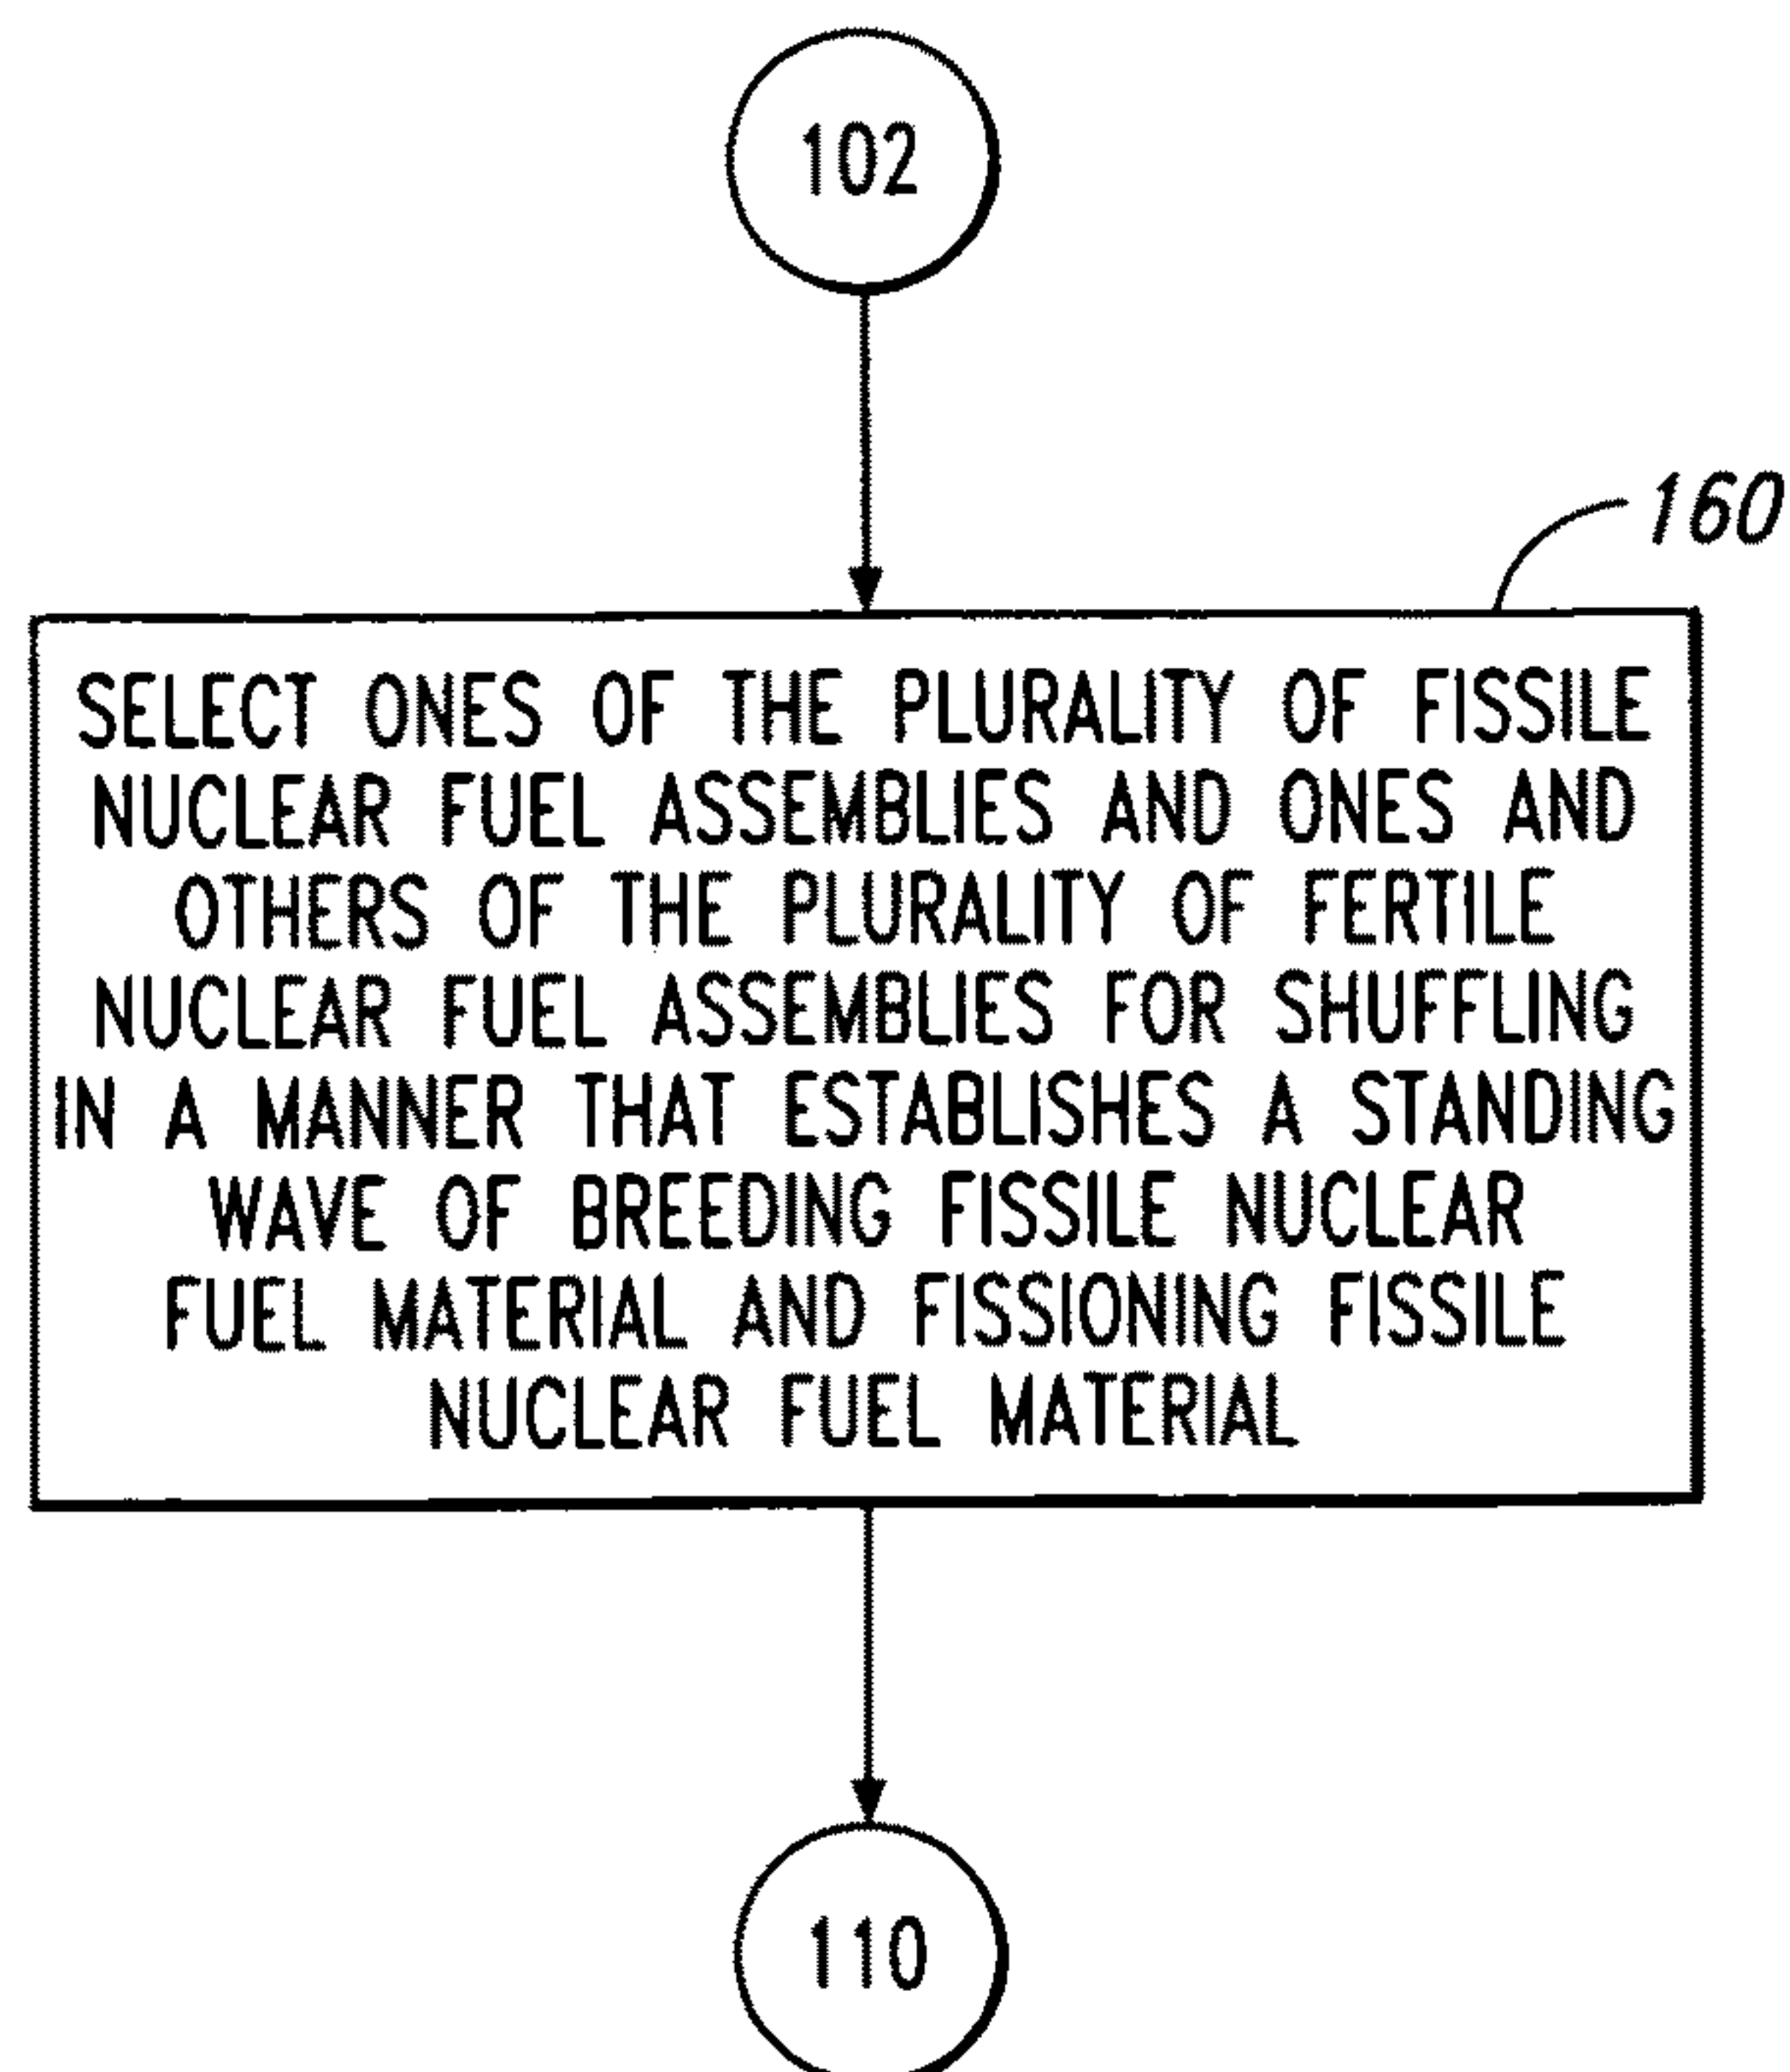 102
160
SELECT ONES OF THE PLURALITY OF FISSILE
NUCLEAR FUEL ASSEMBLIES AND ONES AND
OTHERS OF THE PLURALITY OF FERTILE
NUCLEAR FUEL ASSEMBLIES FOR SHUFFLING
IN A MANNER THAT ESTABLISHES A STANDING
WAVE OF BREEDING FISSILE NUCLEAR
FUEL MATERIAL AND FISSIONING FISSILE
NUCLEAR FUEL MATERIAL
110